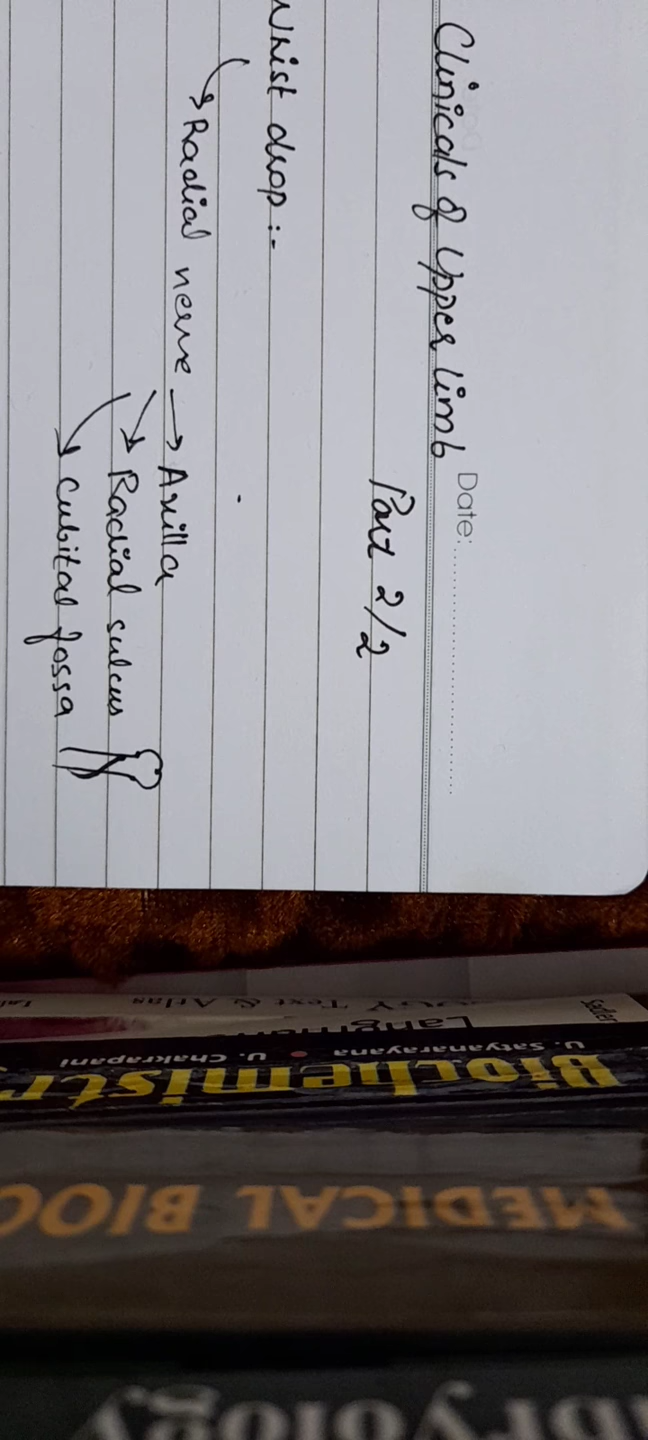 Date:
Clinicals of Upper limb
Part 2/2
Wrist drop :-
Radial nerve → Axilla
→ Radial sulcus
→ Cubital fossa
Text & Atlas
Langman
U. Satyanarayana • U. Chakrapani
Biochemistr
MEDICAL BIOC
bryology